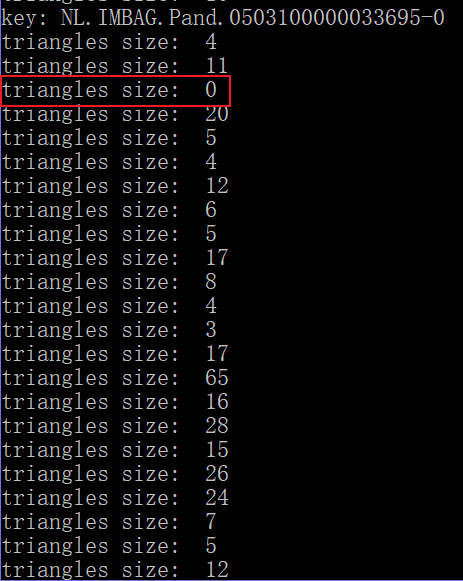 key: NL.IMBAG.Pand.0503100000033695-0
triangles size:  4
triangles size:  11
triangles size:  0
triangles size:  20
triangles size:  5
triangles size:  4
triangles size:  12
triangles size:  6
triangles size:  5
triangles size:  17
triangles size:  8
triangles size:  4
triangles size:  3
triangles size:  17
triangles size:  65
triangles size:  16
triangles size:  28
triangles size:  15
triangles size:  26
triangles size:  24
triangles size:  7
triangles size:  5
triangles size:  12